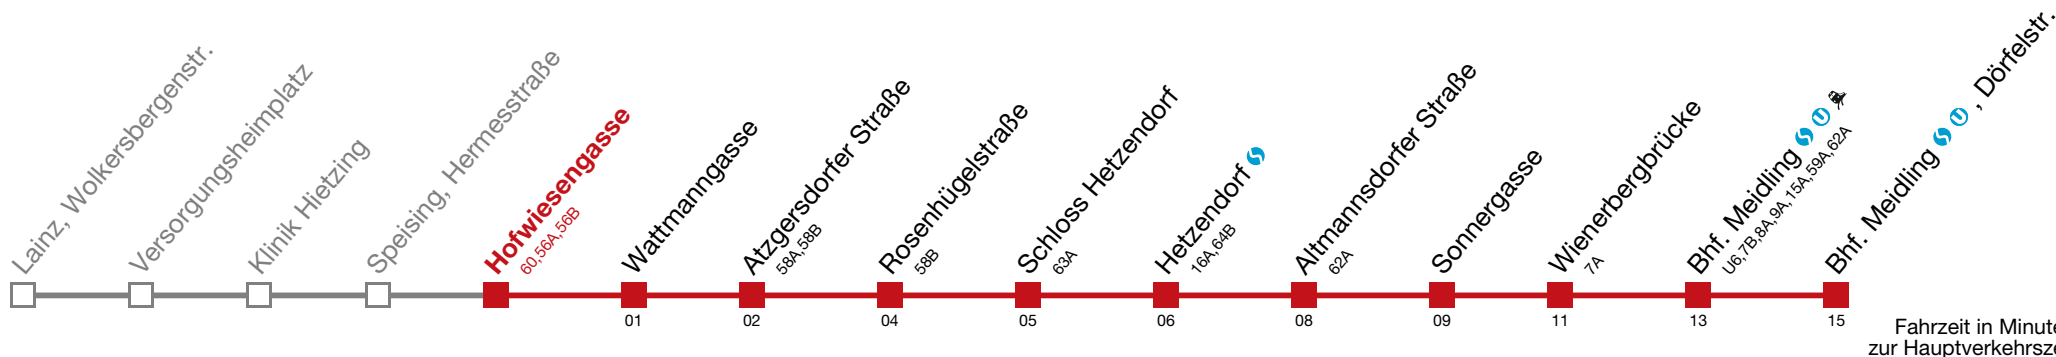 Lainz, Wolkersbergenstr.
Versorgungsheimplatz
Klinik Hietzing
Speising, Hermesstraße
Hofwiesengasse
60,56A,56B
Wattmanngasse
Atzgersdorfer Straße
58A,58B
Rosenhügelstraße
58B
Schloss Hetzendorf
63A
Hetzendorf S
16A,64B
Altmannsdorfer Straße
62A
Sonnergasse
Wienerbergbrücke
7A
Bhf. Meidling S U
U6,7B,8A,9A,15A,59A,62A
Bhf. Meidling S U , Dörfelstr.
01 02 04 05 06 08 09 11 13 15
Fahrzeit in Minute
zur Hauptverkehrsz